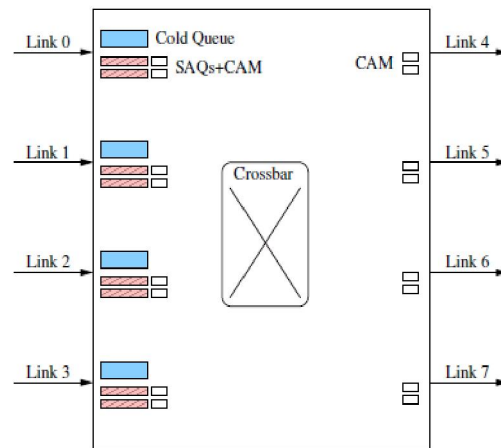 Link 0
Cold Queue
SAQs+CAM
CAM
Link 4
Link 1
Link 5
Crossbar
Link 2
Link 6
Link 3
Link 7